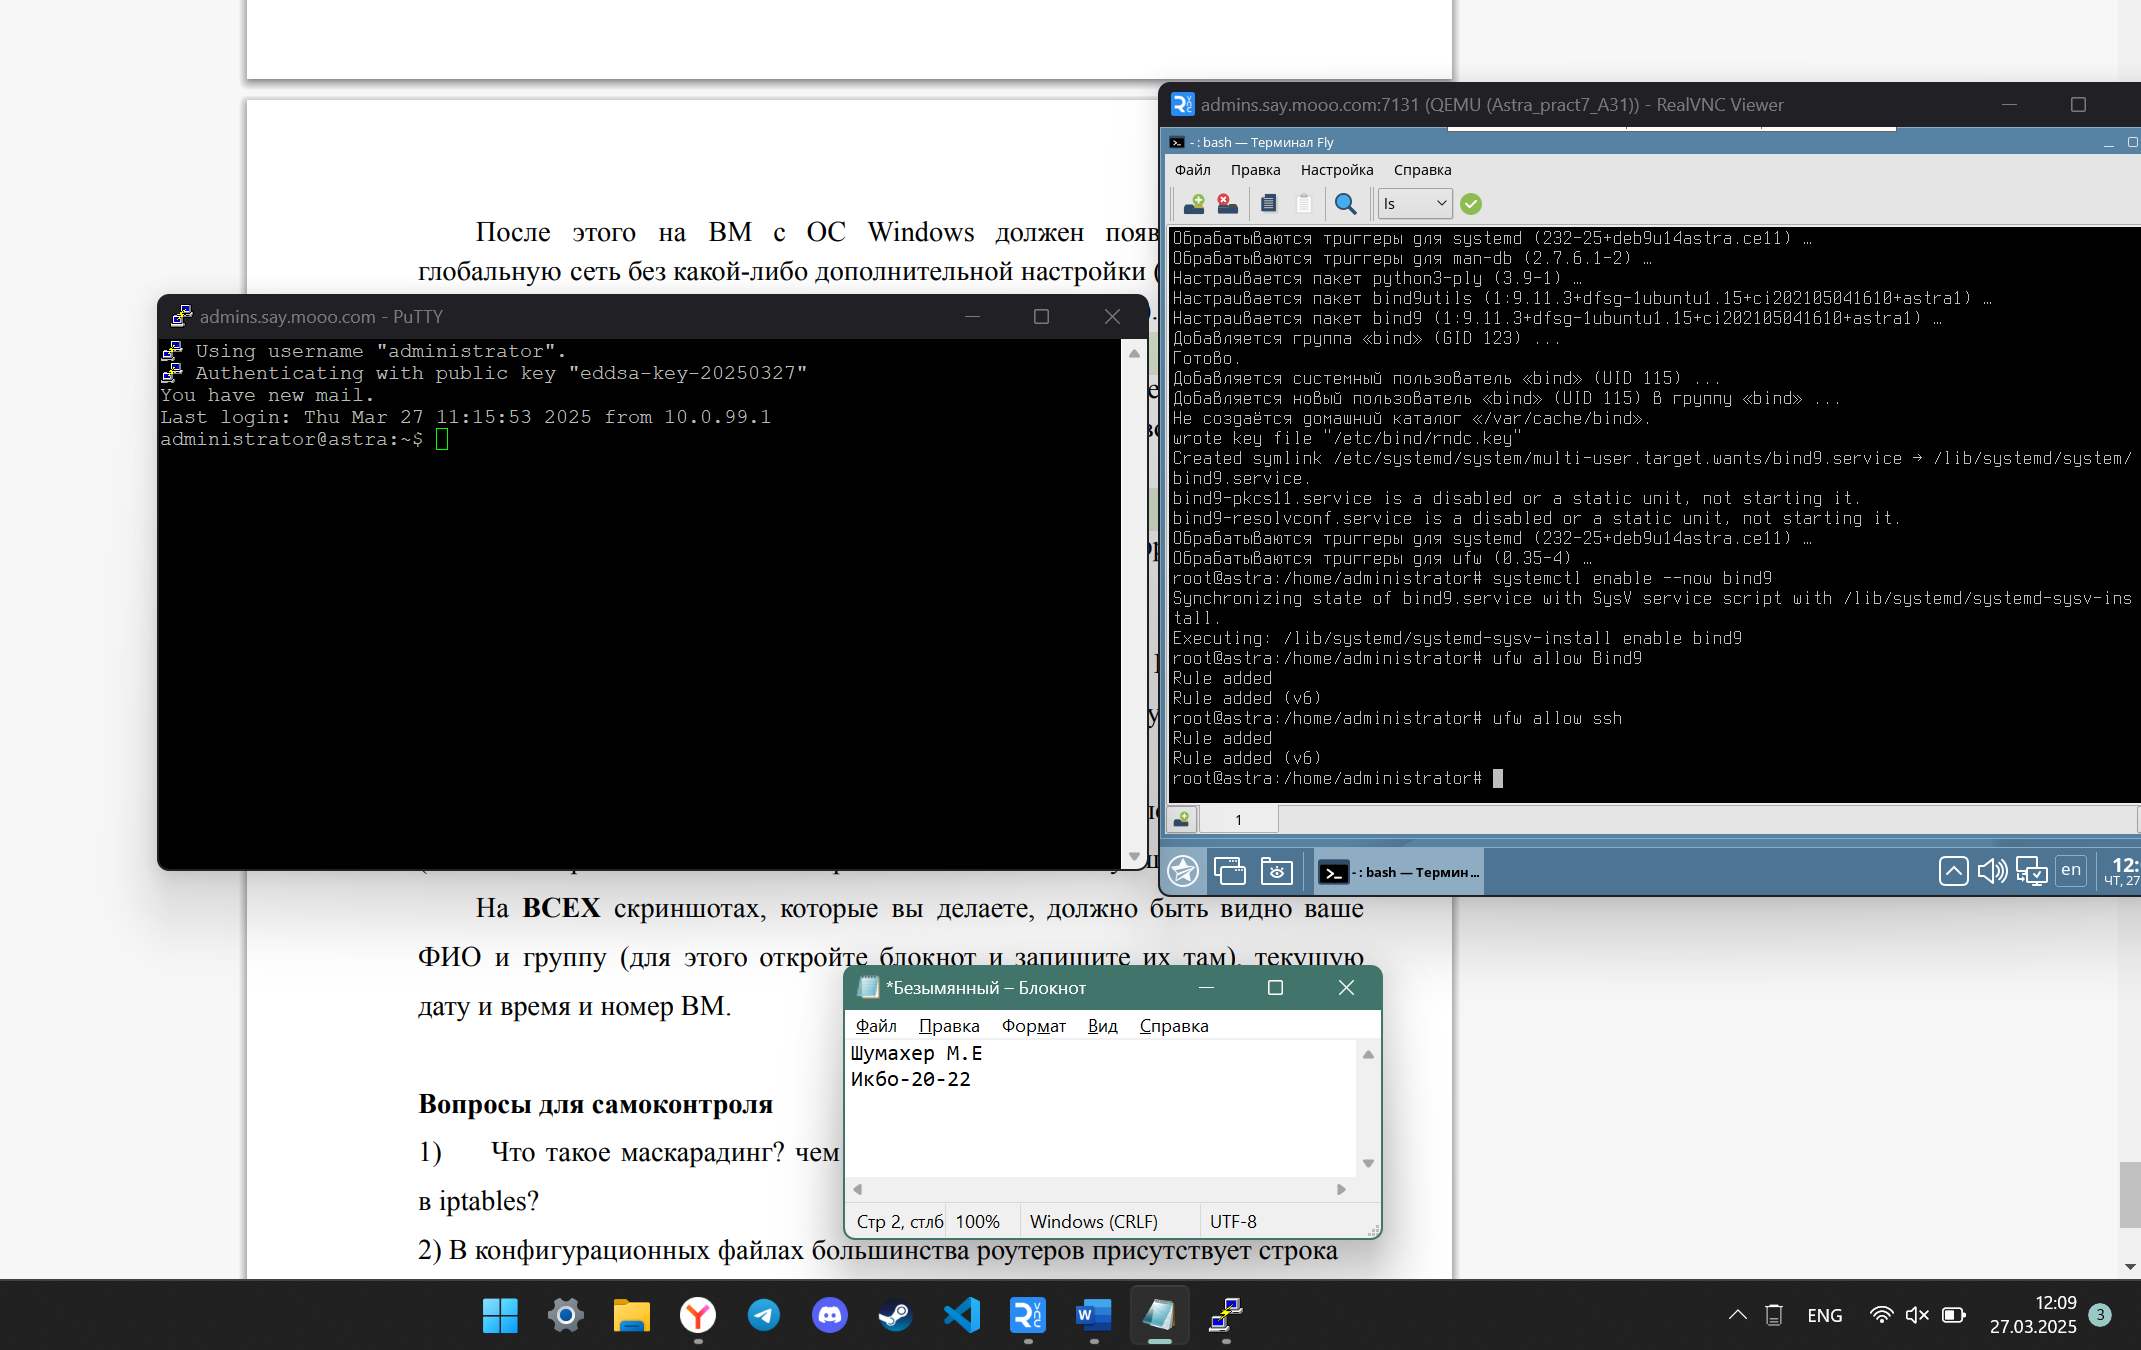 После этого на ВМ с ОС Windows должен появ
глобальную сеть без какой-либо дополнительной настройки (
admins.say.mooo.com - PuTTY
Using username "administrator".
Authenticating with public key "eddsa-key-20250327"
You have new mail.
Last login: Thu Mar 27 11:15:53 2025 from 10.0.99.1
administrator@astra:~$
admins.say.mooo.com:7131 (QEMU (Astra_pract7_A31)) - RealVNC Viewer
- : bash — Терминал Fly
Файл Правка Настройка Справка
ls
Обрабатываются триггеры для systemd (232-25+deb9u14astra.ce11) …
Обрабатываются триггеры для man-db (2.7.6.1-2) …
Настраивается пакет python3-ply (3.9-1) …
Настраивается пакет bind9utils (1:9.11.3+dfsg-1ubuntu1.15+ci202105041610+astra1) …
Настраивается пакет bind9 (1:9.11.3+dfsg-1ubuntu1.15+ci202105041610+astra1) …
Добавляется группа «bind» (GID 123) ...
Готово.
Добавляется системный пользователь «bind» (UID 115) ...
Добавляется новый пользователь «bind» (UID 115) в группу «bind» ...
Не создаётся домашний каталог «/var/cache/bind».
wrote key file "/etc/bind/rndc.key"
Created symlink /etc/systemd/system/multi-user.target.wants/bind9.service → /lib/systemd/system/
bind9.service.
bind9-pkcs11.service is a disabled or a static unit, not starting it.
bind9-resolvconf.service is a disabled or a static unit, not starting it.
Обрабатываются триггеры для systemd (232-25+deb9u14astra.ce11) …
Обрабатываются триггеры для ufw (0.35-4) …
root@astra:/home/administrator# systemctl enable --now bind9
Synchronizing state of bind9.service with SysV service script with /lib/systemd/systemd-sysv-ins
tall.
Executing: /lib/systemd/systemd-sysv-install enable bind9
root@astra:/home/administrator# ufw allow Bind9
Rule added
Rule added (v6)
root@astra:/home/administrator# ufw allow ssh
Rule added
Rule added (v6)
root@astra:/home/administrator#
1
- : bash — Термин...
en
12:
ЧТ, 27
На ВСЕХ скриншотах, которые вы делаете, должно быть видно ваше
ФИО и группу (для этого откройте блокнот и запишите их там), текущую
дату и время и номер ВМ.
*Безымянный – Блокнот
Файл Правка Формат Вид Справка
Шумахер М.Е
Икбо-20-22
Стр 2, стлб 100% Windows (CRLF) UTF-8
Вопросы для самоконтроля
1) Что такое маскарадинг? чем
в iptables?
2) В конфигурационных файлах большинства роутеров присутствует строка
ENG
12:09
27.03.2025
3